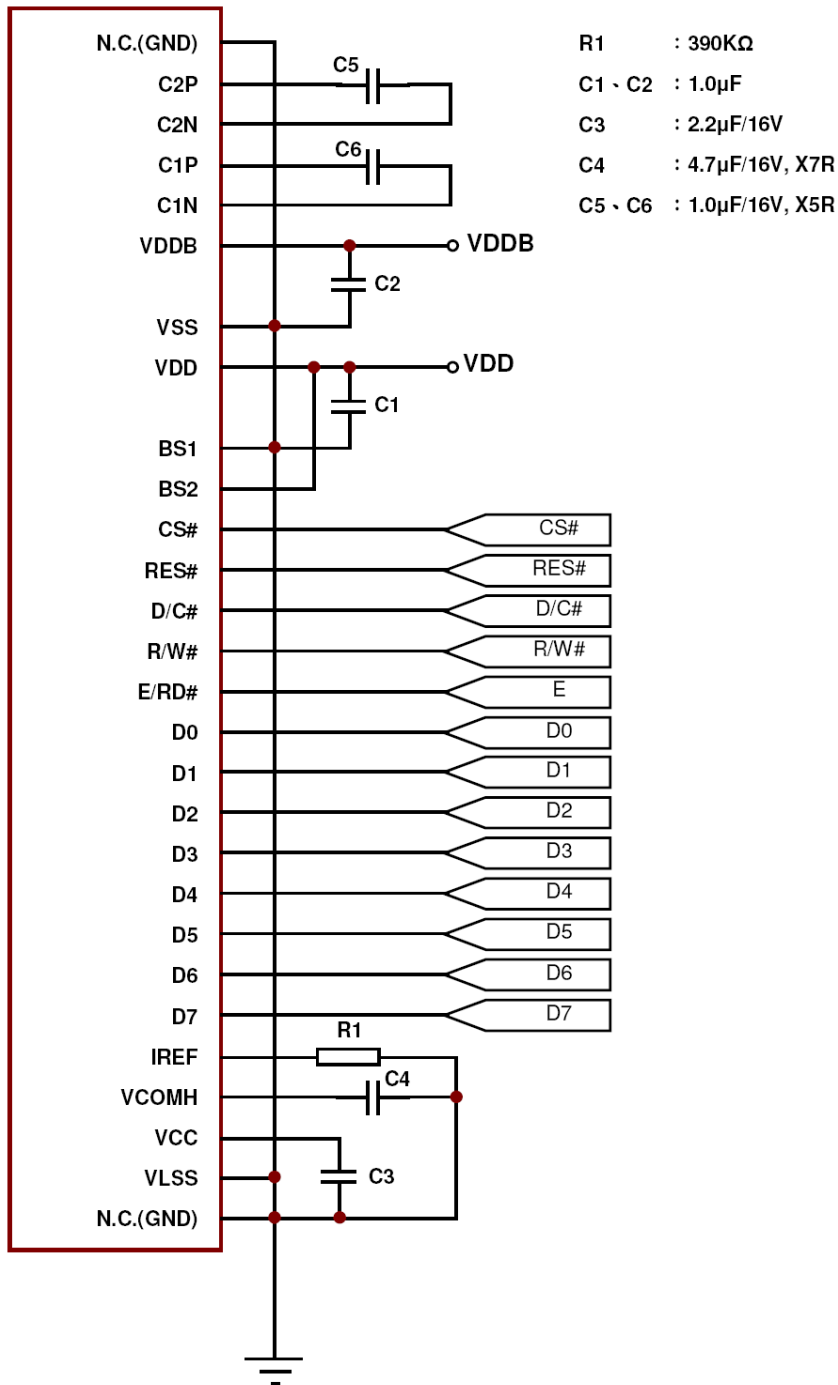 N.C.(GND)
R1 : 390KΩ
C5
C2P
C1、C2 : 1.0µF
C2N
C3 : 2.2µF/16V
C6
C1P
C4 : 4.7µF/16V, X7R
C1N
C5、C6 : 1.0µF/16V, X5R
VDDB
VDDB
C2
VSS
VDD
VDD
C1
BS1
BS2
CS# CS#
RES# RES#
D/C# D/C#
R/W# R/W#
E/RD# E
D0 D0
D1 D1
D2 D2
D3 D3
D4 D4
D5 D5
D6 D6
D7 D7
R1
IREF
C4
VCOMH
VCC
C3
VLSS
N.C.(GND)